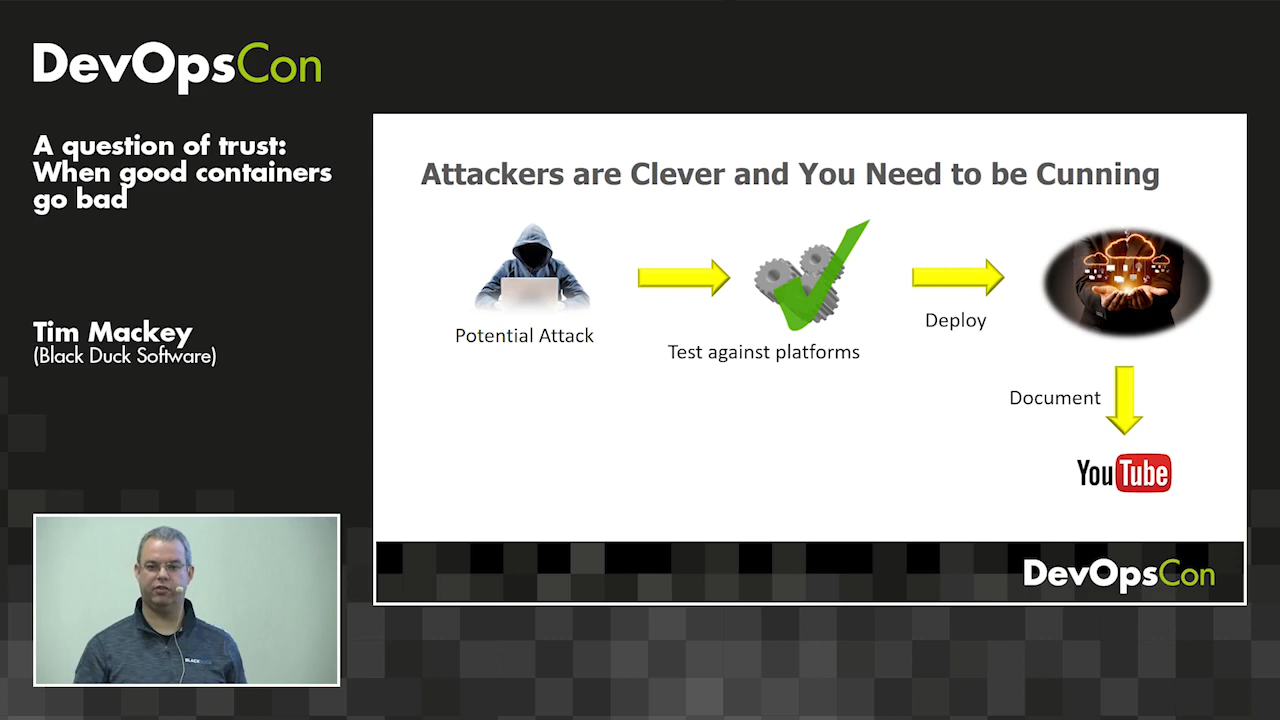 DevOpsCon
A question of trust:
When good containers
go bad
Tim Mackey
(Black Duck Software)
Attackers are Clever and You Need to be Cunning
Potential Attack
Test against platforms
Deploy
Document
YouTube
DevOpsCon
BLACK